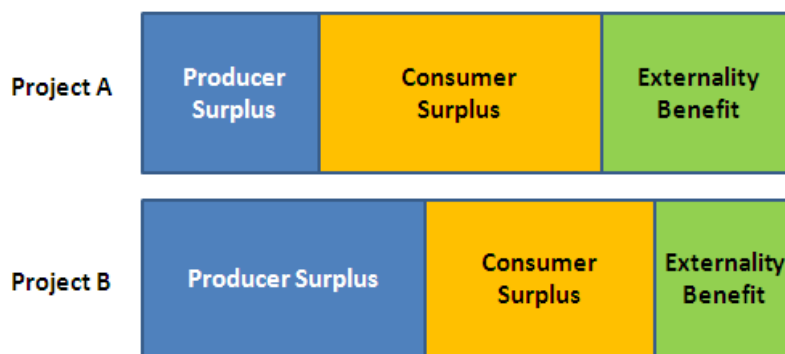 Project A
Producer
Surplus
Consumer
Surplus
Externality
Benefit
Project B
Producer Surplus
Consumer
Surplus
Externality
Benefit